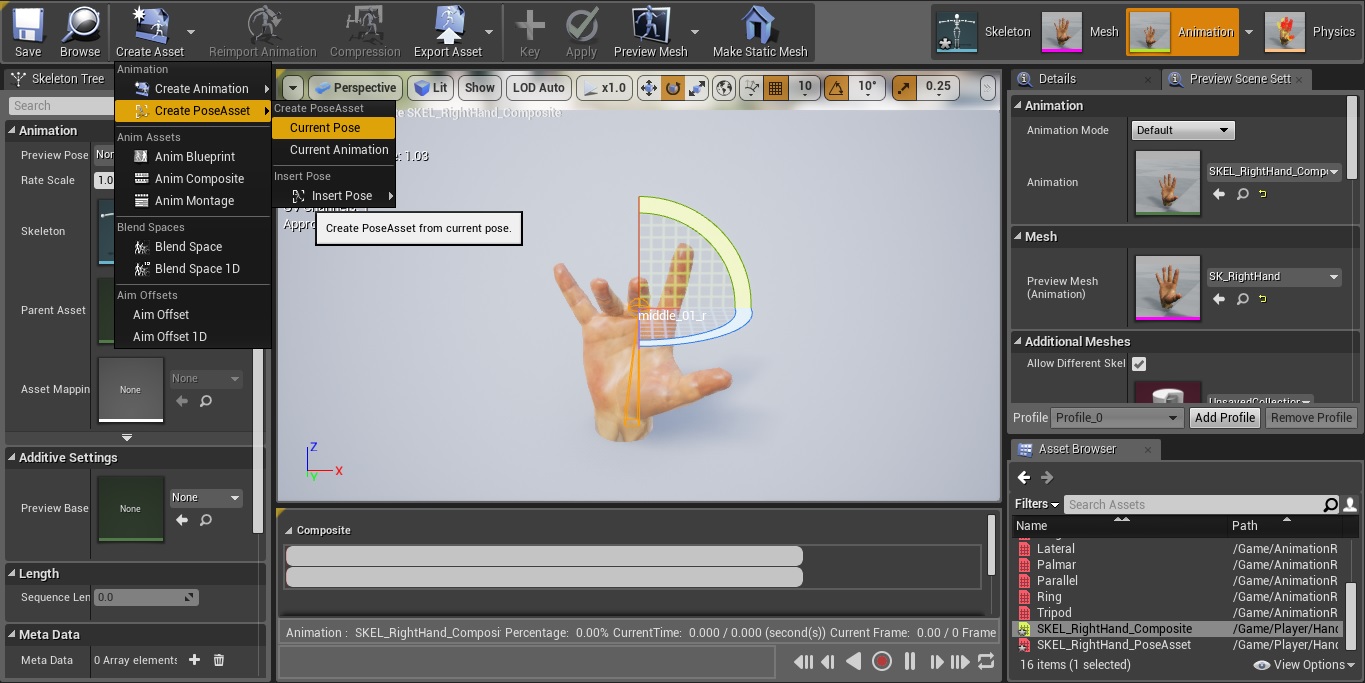 Save
Browse
Create Asset
Reimport Animation
Compression
Export Asset
Key
Apply
Preview Mesh
Make Static Mesh
Skeleton
Mesh
Animation
Physics
Skeleton Tree
Search
Animation
Preview Pose
Rate Scale
1.0
Skeleton
Parent Asset
Asset Mappin
None
None
Additive Settings
Preview Base
None
None
Length
Sequence Len
0.0
Meta Data
Meta Data
0 Array elements
Animation
Create Animation
Create PoseAsset
Anim Assets
Anim Blueprint
Anim Composite
Anim Montage
Blend Spaces
Blend Space
Blend Space 1D
Aim Offsets
Aim Offset
Aim Offset 1D
Create PoseAsset
Current Pose
Current Animation
Insert Pose
Insert Pose
Create PoseAsset from current pose.
Perspective
Lit
Show
LOD Auto
x1.0
10
10°
0.25
SKEL_RightHand_Composite
: 1.03
Appro
middle_01_r
Z
X
Y
Composite
Animation : SKEL_RightHand_Composi Percentage: 0.00% CurrentTime: 0.000 / 0.000 (second(s)) Current Frame: 0.00 / 0 Frame
Details
Preview Scene Sett
Animation
Animation Mode
Default
Animation
SKEL_RightHand_Comp
Mesh
Preview Mesh
(Animation)
SK_RightHand
Additional Meshes
Allow Different Skel
UnsavedCollection
Profile
Profile_0
Add Profile
Remove Profile
Asset Browser
Filters
Search Assets
Name
Path
Lateral
/Game/AnimationR
Palmar
/Game/AnimationR
Parallel
/Game/AnimationR
Ring
/Game/AnimationR
Tripod
/Game/AnimationR
SKEL_RightHand_Composite
/Game/Player/Hand
SKEL_RightHand_PoseAsset
/Game/Player/Hand
16 items (1 selected)
View Options